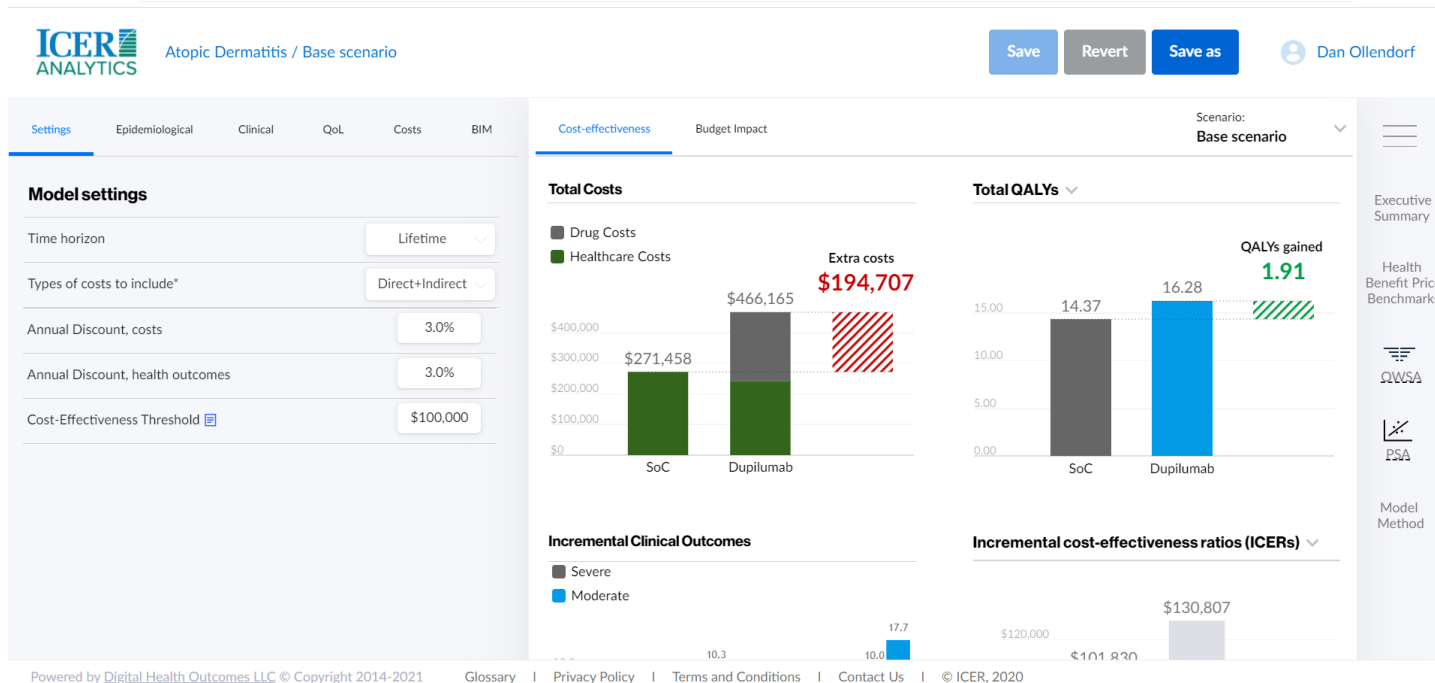 ICER
ANALYTICS
Atopic Dermatitis / Base scenario
Save
Revert
Save as
Dan Ollendorf
Settings
Epidemiological
Clinical
QoL
Costs
BIM
Model settings
Time horizon
Lifetime
Types of costs to include*
Direct+Indirect
Annual Discount, costs
3.0%
Annual Discount, health outcomes
3.0%
Cost-Effectiveness Threshold
$100,000
Cost-effectiveness
Budget Impact
Scenario:
Base scenario
Total Costs
Drug Costs
Healthcare Costs
Extra costs
$194,707
$466,165
$271,458
$400,000
$300,000
$200,000
$100,000
$0
SoC
Dupilumab
Total QALYs
QALYs gained
1.91
16.28
14.37
15.00
10.00
5.00
0.00
SoC
Dupilumab
Incremental Clinical Outcomes
Severe
Moderate
17.7
10.3
10.0
Incremental cost-effectiveness ratios (ICERs)
$130,807
$120,000
$101,830
Executive
Summary
Health
Benefit Pric
Benchmark
OWSA
PSA
Model
Method
Powered by Digital Health Outcomes LLC © Copyright 2014-2021
Glossary | Privacy Policy | Terms and Conditions | Contact Us | © ICER, 2020